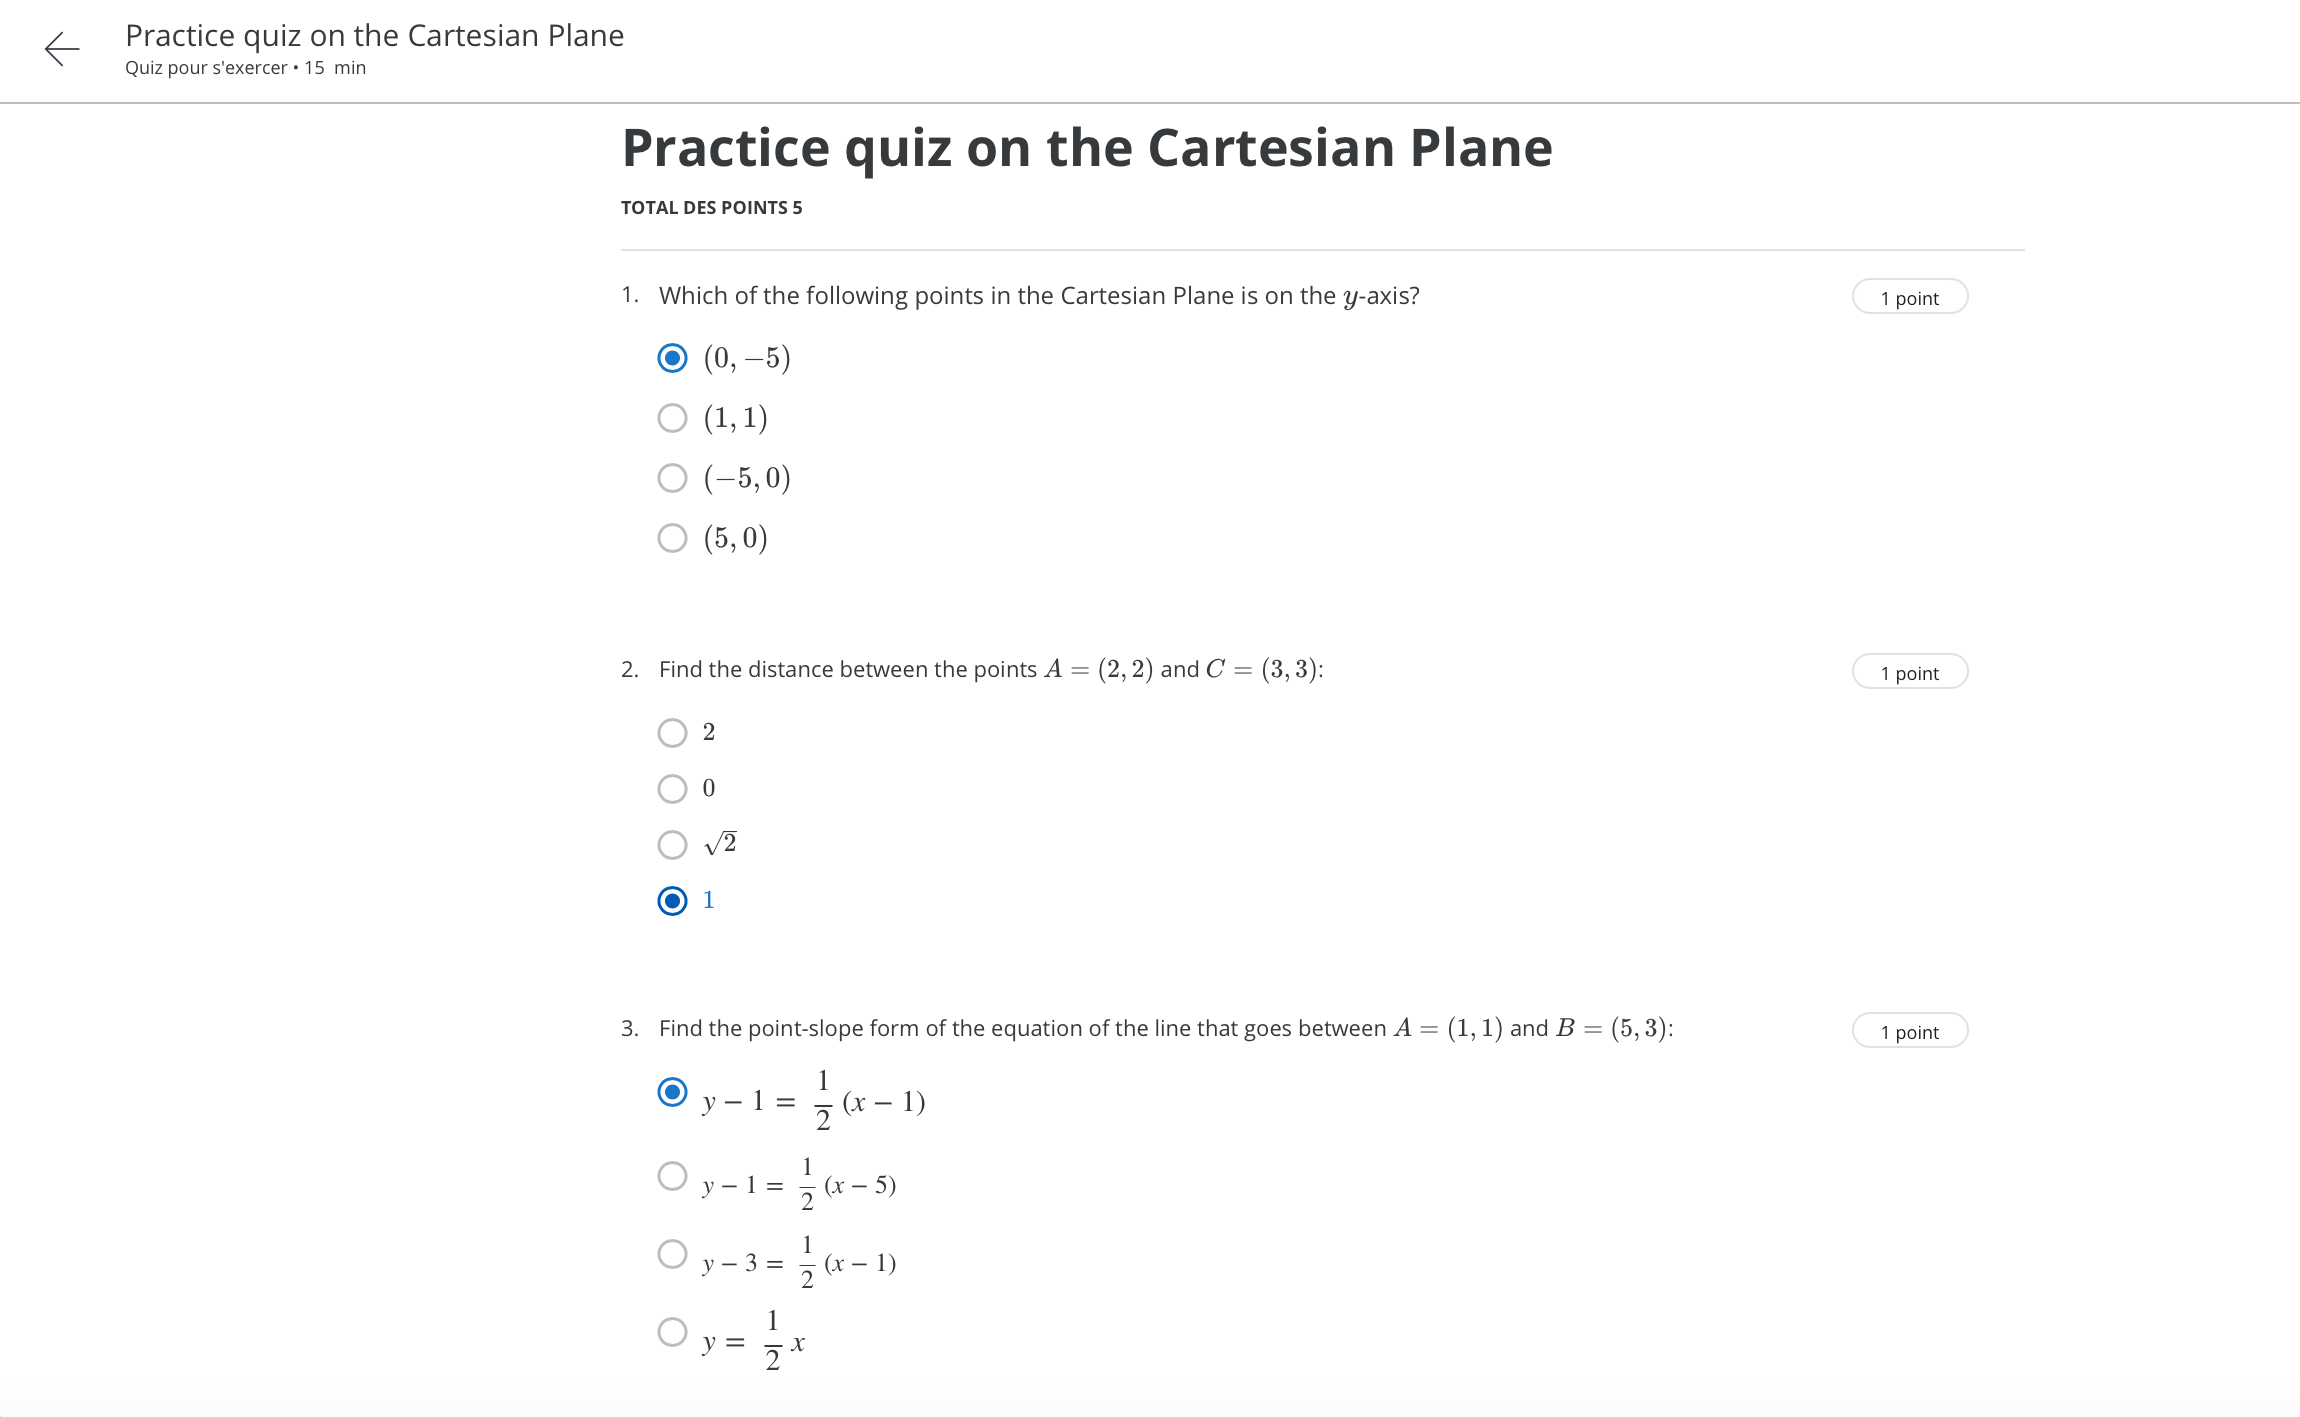 Practice quiz on the Cartesian Plane
Quiz pour s'exercer • 15 min
Practice quiz on the Cartesian Plane
TOTAL DES POINTS 5
1. Which of the following points in the Cartesian Plane is on the y-axis?
1 point
(0, −5)
(1, 1)
(−5, 0)
(5, 0)
2. Find the distance between the points A = (2, 2) and C = (3, 3):
1 point
2
0
√2
1
3. Find the point-slope form of the equation of the line that goes between A = (1, 1) and B = (5, 3):
1 point
y − 1 = 1/2 (x − 1)
y − 1 = 1/2 (x − 5)
y − 3 = 1/2 (x − 1)
y = 1/2 x